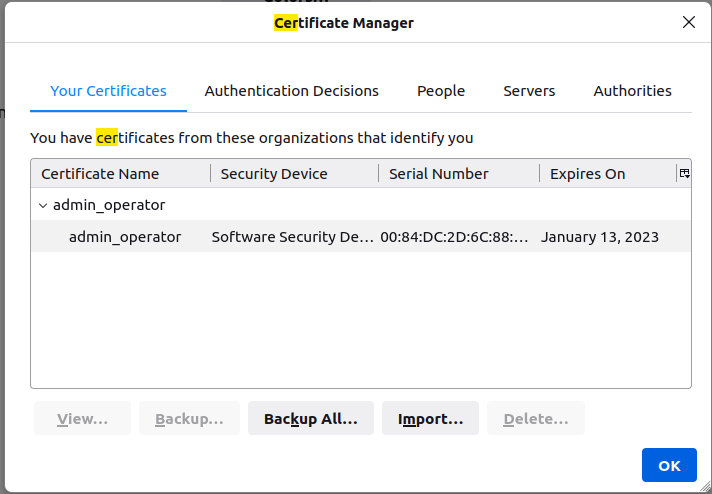 Certificate Manager
Your Certificates Authentication Decisions People Servers Authorities
You have certificates from these organizations that identify you
Certificate Name Security Device Serial Number Expires On
admin_operator
admin_operator Software Security De... 00:84:DC:2D:6C:88:... January 13, 2023
View... Backup... Backup All... Import... Delete...
OK